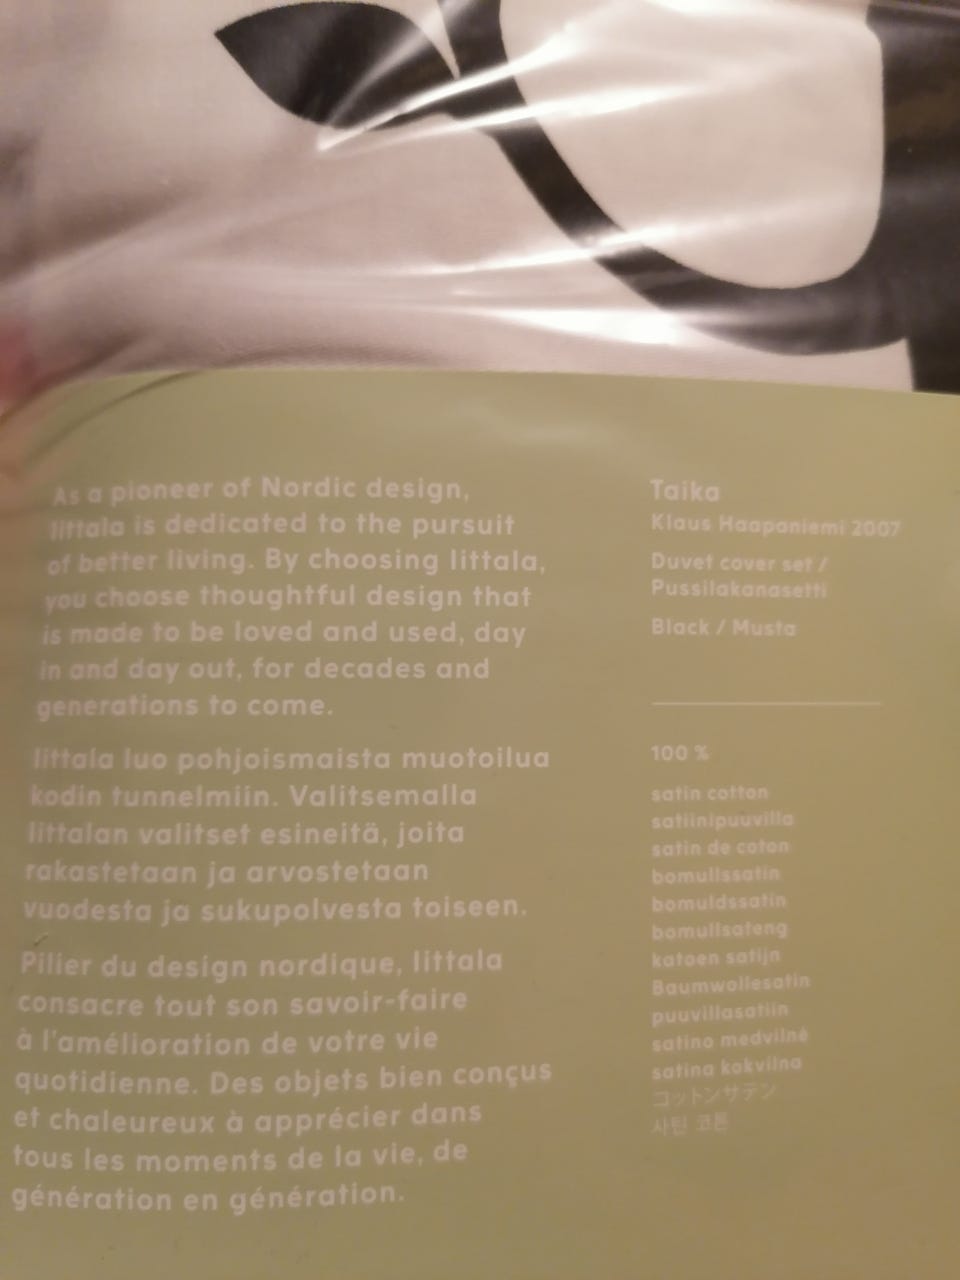 As a pioneer of Nordic design,
Iittala is dedicated to the pursuit
of better living. By choosing Iittala,
you choose thoughtful design that
is made to be loved and used, day
in and day out, for decades and
generations to come.
Iittala luo pohjoismaista muotoilua
kodin tunnelmiin. Valitsemalla
Iittalan valitset esineitä, joita
rakastetaan ja arvostetaan
vuodesta ja sukupolvesta toiseen.
Pilier du design nordique, Iittala
consacre tout son savoir-faire
à l'amélioration de votre vie
quotidienne. Des objets bien conçus
et chaleureux à apprécier dans
tous les moments de la vie, de
génération en génération.
Taika
Klaus Haapaniemi 2007
Duvet cover set /
Pussilakanasetti
Black / Musta
100 %
satin cotton
satiinipuuvilla
satin de coton
bomullssatin
bomuldssatin
bomullsateng
katoen satijn
Baumwollesatin
puuvillasatiin
satino medvilnė
satina kokvilna
コットンサテン
사틴 코튼